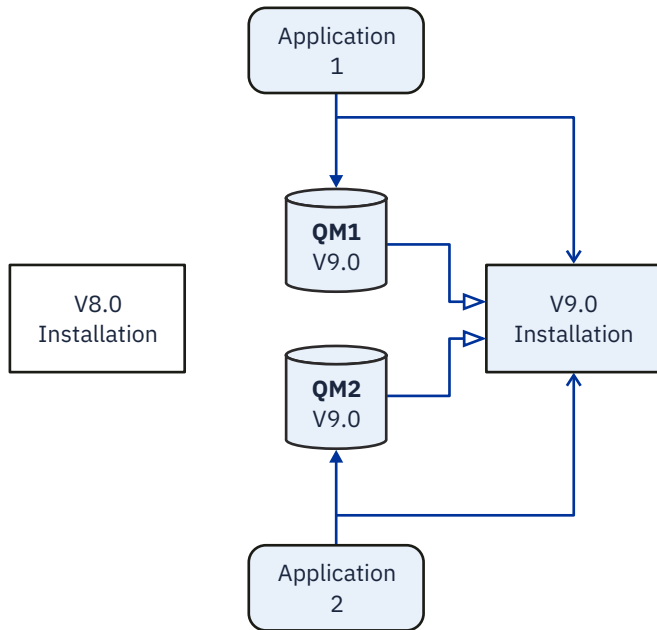 Application
1
QM1
V9.0
V8.0
Installation
V9.0
Installation
QM2
V9.0
Application
2